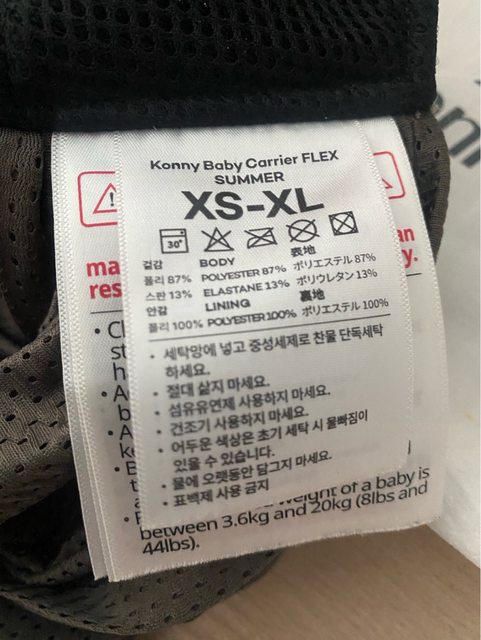 Konny Baby Carrier FLEX
SUMMER
XS-XL
30°
겉감 BODY 表地
폴리 87% POLYESTER 87% ポリエステル 87%
스판 13% ELASTANE 13% ポリウレタン 13%
안감 LINING 裏地
폴리 100% POLYESTER 100% ポリエステル 100%
• 세탁망에 넣고 중성세제로 찬물 단독세탁
하세요.
• 절대 삶지 마세요.
• 섬유유연제 사용하지 마세요.
• 건조기 사용하지 마세요.
• 어두운 색상은 초기 세탁 시 물빠짐이
있을 수 있습니다.
• 물에 오랫동안 담그지 마세요.
• 표백제 사용 금지
weight of a baby is
between 3.6kg and 20kg (8lbs and
44lbs).